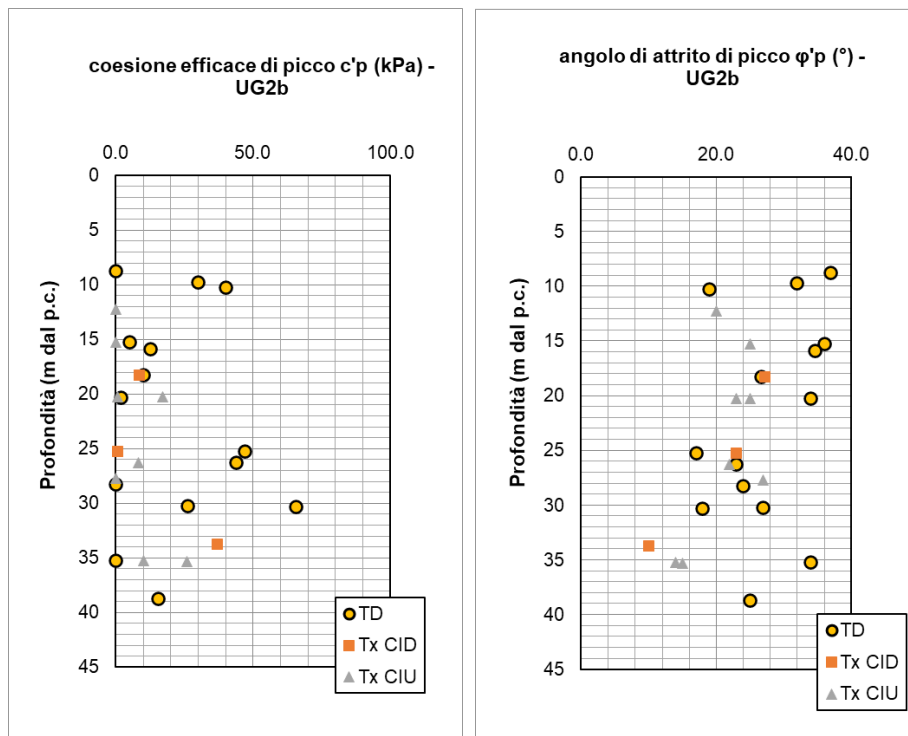 coesione efficace di picco c'p (kPa) -
UG2b
0.0 50.0 100.0
Profondità (m dal p.c.)
0
5
10
15
20
25
30
35
40
45
TD
Tx CID
Tx CIU
angolo di attrito di picco φ'p (°) -
UG2b
0.0 20.0 40.0
Profondità (m dal p.c.)
0
5
10
15
20
25
30
35
40
45
TD
Tx CID
Tx CIU